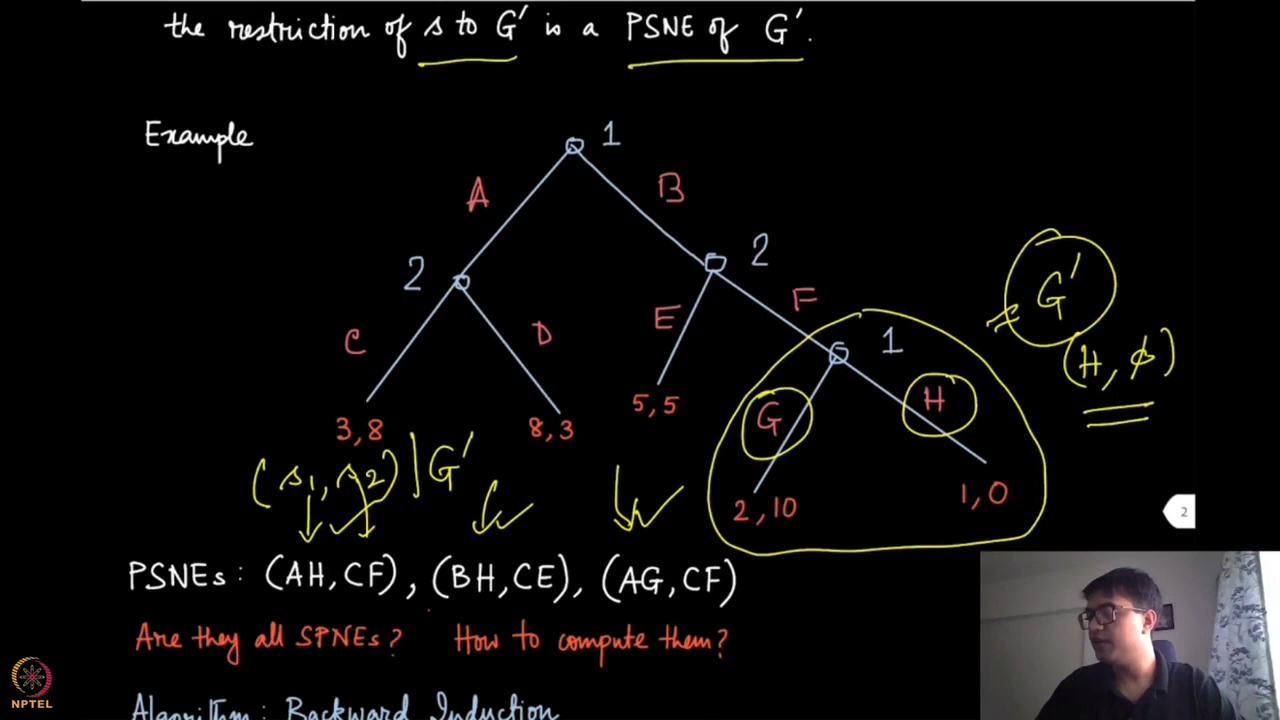 the restriction of s to G' is a PSNE of G'.
Example
1
A
B
2
2
G'
C
D
E
F
1
(H, φ)
G
H
3,8
8,3
5,5
2,10
1,0
(s1, s2) | G'
2
PSNEs: (AH,CF), (BH,CE), (AG,CF)
Are they all SPNEs? How to compute them?
Algorithm: Backward Induction
NPTEL